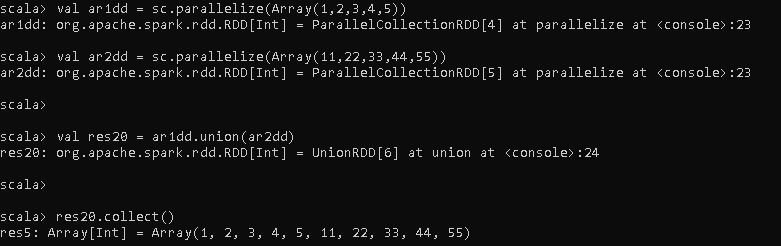 scala> val ar1dd = sc.parallelize(Array(1,2,3,4,5))
ar1dd: org.apache.spark.rdd.RDD[Int] = ParallelCollectionRDD[4] at parallelize at <console>:23
scala> val ar2dd = sc.parallelize(Array(11,22,33,44,55))
ar2dd: org.apache.spark.rdd.RDD[Int] = ParallelCollectionRDD[5] at parallelize at <console>:23
scala>
scala> val res20 = ar1dd.union(ar2dd)
res20: org.apache.spark.rdd.RDD[Int] = UnionRDD[6] at union at <console>:24
scala>
scala> res20.collect()
res5: Array[Int] = Array(1, 2, 3, 4, 5, 11, 22, 33, 44, 55)